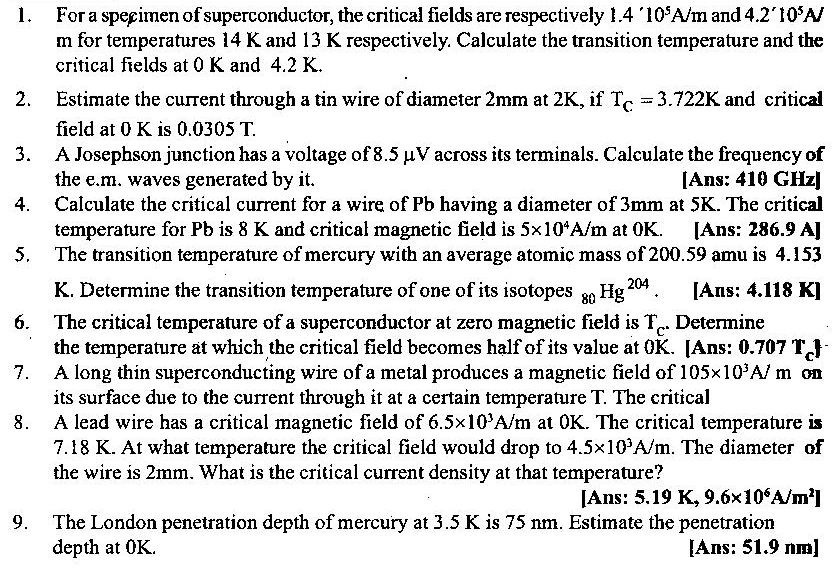 1. For a specimen of superconductor, the critical fields are respectively 1.4 ´10⁵A/m and 4.2´10⁵A/
m for temperatures 14 K and 13 K respectively. Calculate the transition temperature and the
critical fields at 0 K and 4.2 K.
2. Estimate the current through a tin wire of diameter 2mm at 2K, if T_C = 3.722K and critical
field at 0 K is 0.0305 T.
3. A Josephson junction has a voltage of 8.5 μV across its terminals. Calculate the frequency of
the e.m. waves generated by it. [Ans: 410 GHz]
4. Calculate the critical current for a wire of Pb having a diameter of 3mm at 5K. The critical
temperature for Pb is 8 K and critical magnetic field is 5×10⁴A/m at 0K. [Ans: 286.9 A]
5. The transition temperature of mercury with an average atomic mass of 200.59 amu is 4.153
K. Determine the transition temperature of one of its isotopes ₈₀Hg²⁰⁴. [Ans: 4.118 K]
6. The critical temperature of a superconductor at zero magnetic field is T_c. Determine
the temperature at which the critical field becomes half of its value at 0K. [Ans: 0.707 T_c]
7. A long thin superconducting wire of a metal produces a magnetic field of 105×10³A/ m on
its surface due to the current through it at a certain temperature T. The critical
8. A lead wire has a critical magnetic field of 6.5×10³A/m at 0K. The critical temperature is
7.18 K. At what temperature the critical field would drop to 4.5×10³A/m. The diameter of
the wire is 2mm. What is the critical current density at that temperature?
[Ans: 5.19 K, 9.6×10⁶A/m²]
9. The London penetration depth of mercury at 3.5 K is 75 nm. Estimate the penetration
depth at 0K. [Ans: 51.9 nm]